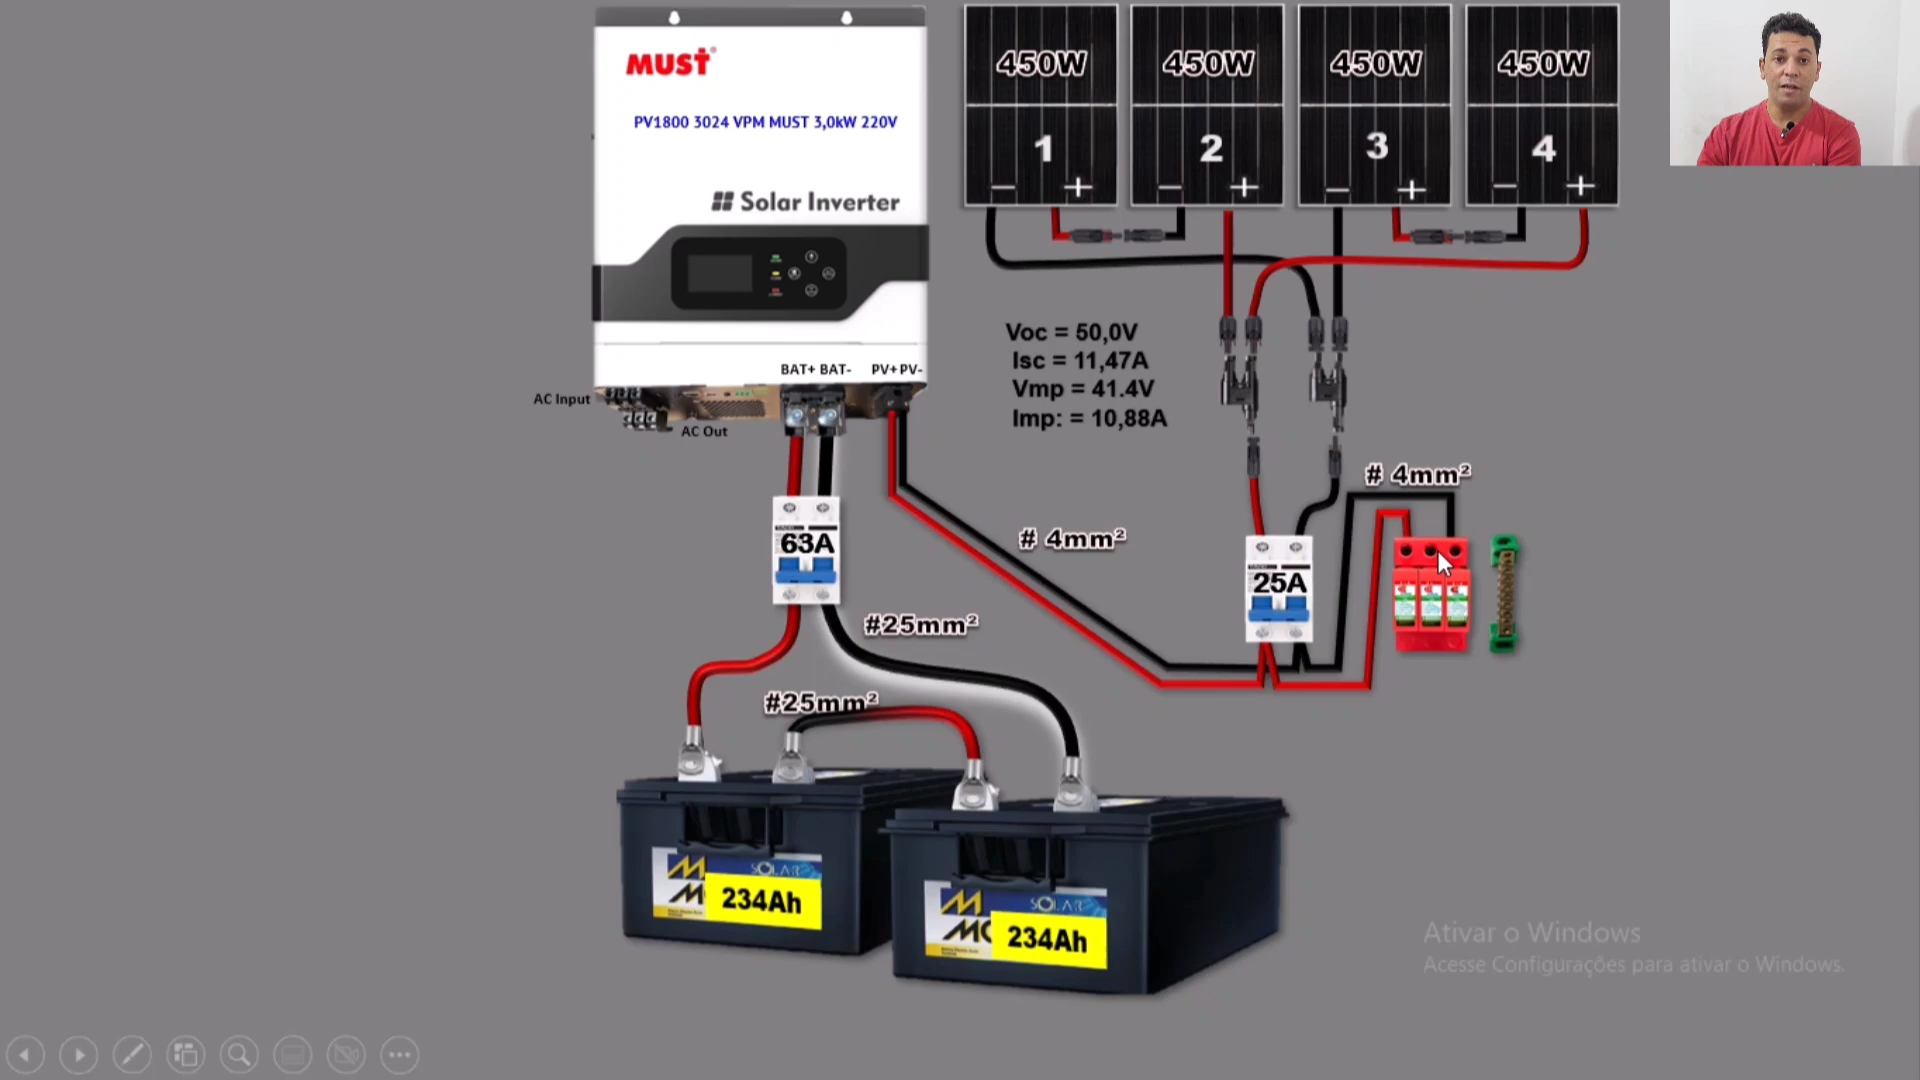 MUST
PV1800 3024 VPM MUST 3,0kW 220V
Solar Inverter
BAT+ BAT- PV+ PV-
AC Input
AC Out
450W
1
- +
450W
2
- +
450W
3
- +
450W
4
- +
Voc = 50,0V
Isc = 11,47A
Vmp = 41.4V
Imp: = 10,88A
# 4mm²
# 4mm²
63A
25A
#25mm²
#25mm²
SOLAR
234Ah
SOLAR
234Ah
Ativar o Windows
Acesse Configurações para ativar o Windows.